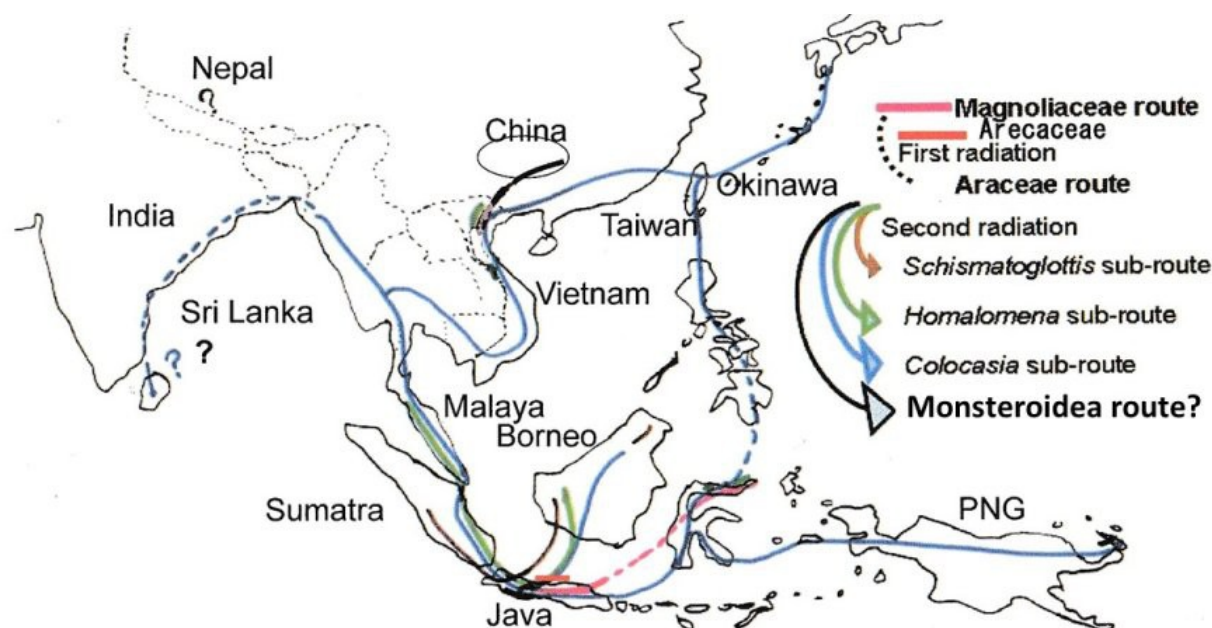 Nepal
?
China
India
Okinawa
Taiwan
Vietnam
Sri Lanka
?
?
Malaya
Borneo
Sumatra
PNG
Java
Magnoliaceae route
Arecaceae
First radiation
Araceae route
Second radiation
Schismatoglottis sub-route
Homalomena sub-route
Colocasia sub-route
Monsteroidea route?